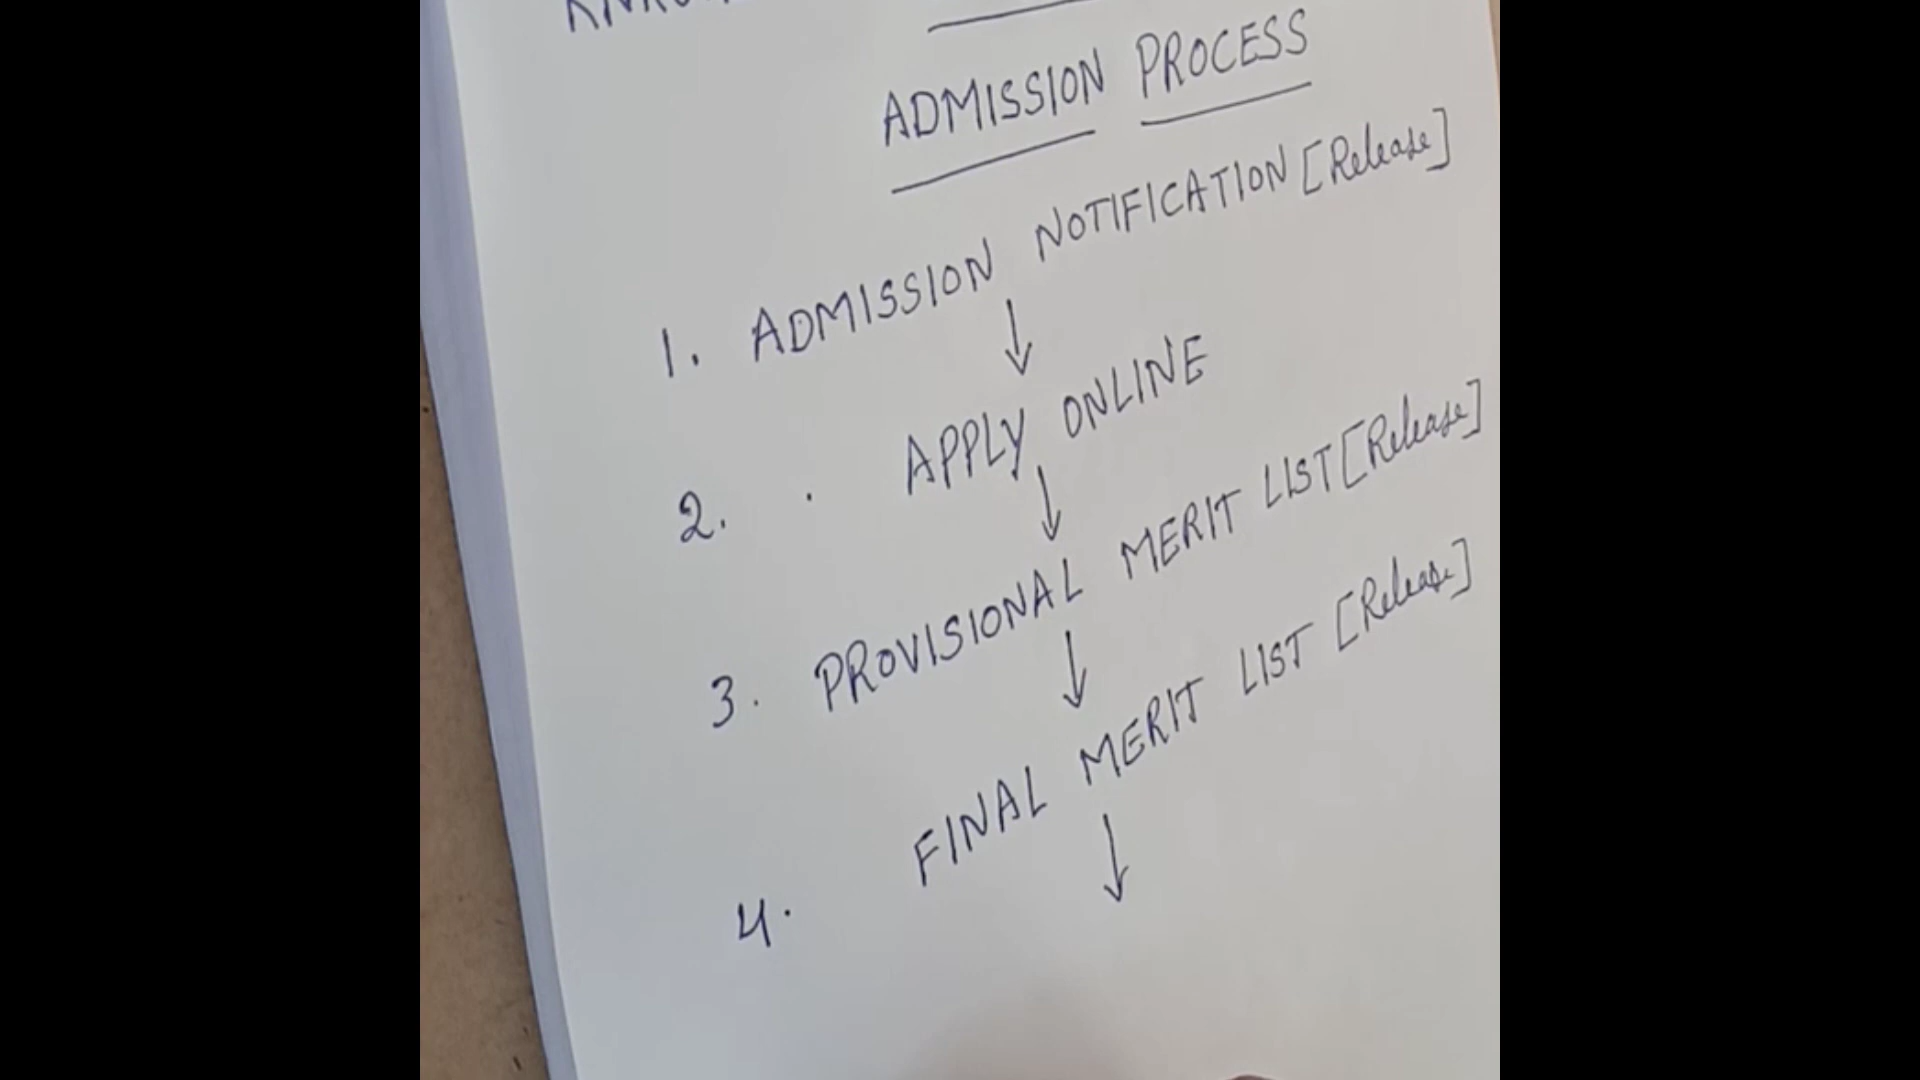 ADMISSION PROCESS
1. ADMISSION NOTIFICATION [Release]
↓
2. . APPLY ONLINE
↓
3. PROVISIONAL MERIT LIST [Release]
↓
4. FINAL MERIT LIST [Release]
↓